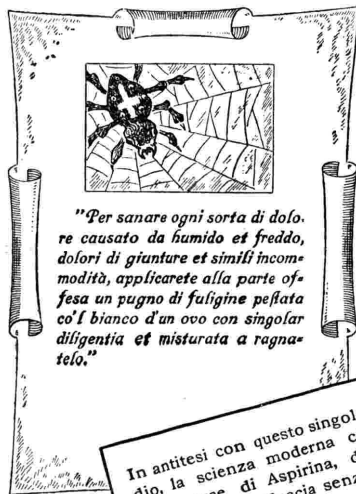 "Per sanare ogni sorta di dolo-
re causato da humido et freddo,
dolori di giunture et simili incom-
modità, applicarete alla parte of-
fesa un pugno di fuligine pestata
co'l bianco d'un ovo con singolar
diligentia et misturata a ragna-
telo."
In antitesi con questo singol
dio, la scienza moderna c
di Aspirina, d